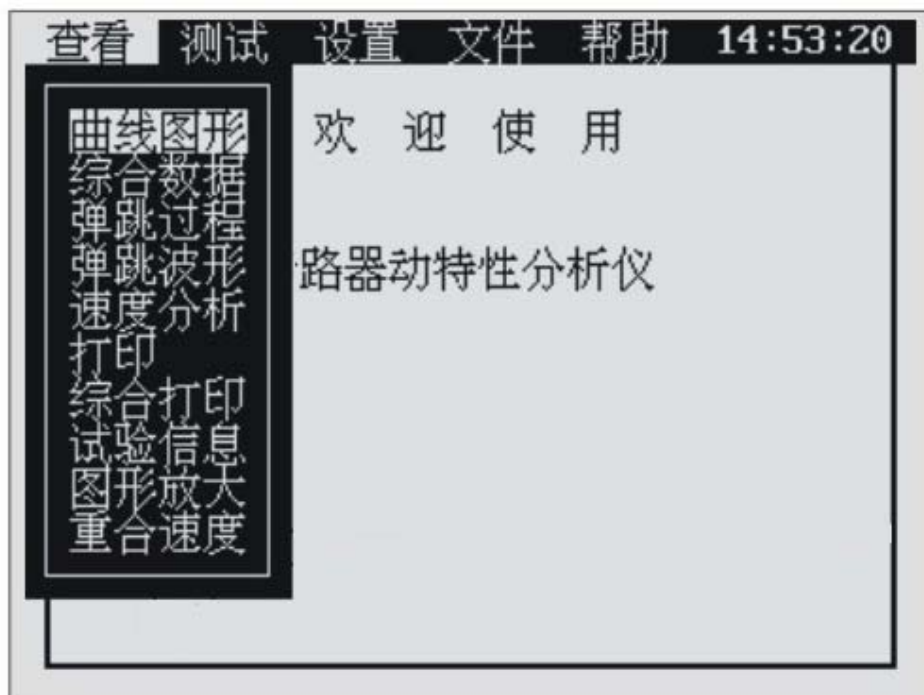 查看 测试 设置 文件 帮助 14:53:20
曲线图形
综合数据
弹跳过程
弹跳波形
速度分析
打印
综合打印
试验信息
图形放大
重合速度
欢 迎 使 用
路器动特性分析仪